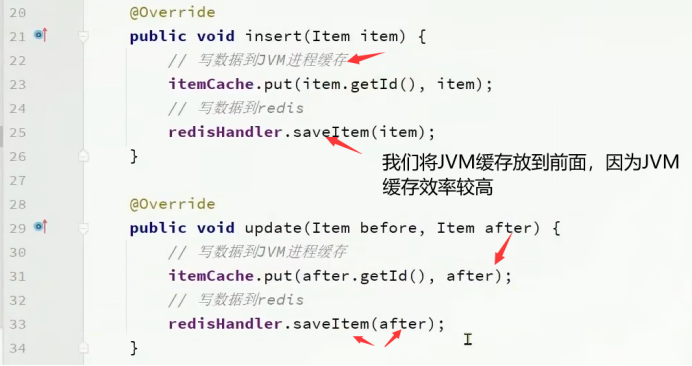 20 @Override
21 public void insert(Item item) {
22 // 写数据到JVM进程缓存
23 itemCache.put(item.getId(), item);
24 // 写数据到redis
25 redisHandler.saveItem(item);
26 }
我们将JVM缓存放到前面，因为JVM
缓存效率较高
27
28 @Override
29 public void update(Item before, Item after) {
30 // 写数据到JVM进程缓存
31 itemCache.put(after.getId(), after);
32 // 写数据到redis
33 redisHandler.saveItem(after);
34 }